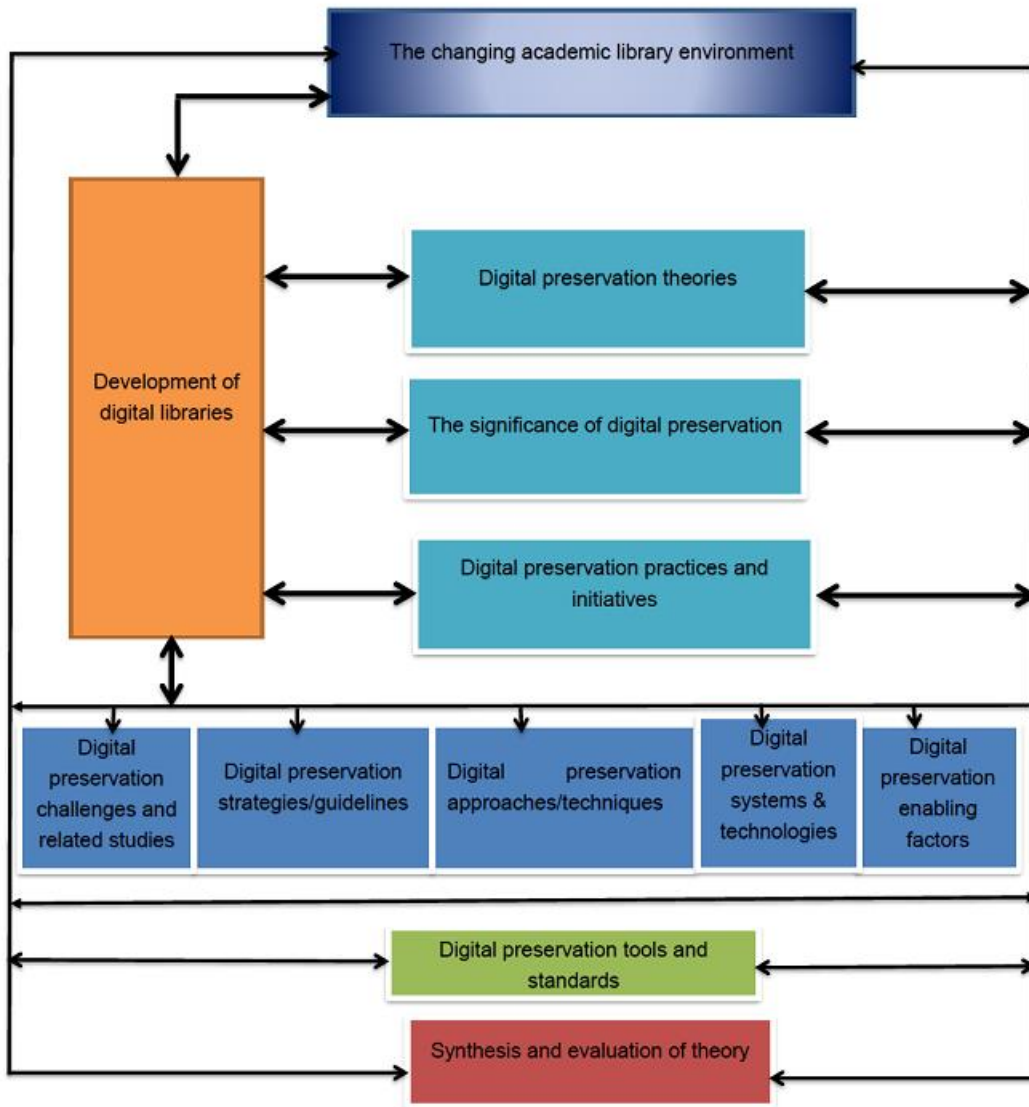 The changing academic library environment
Digital preservation theories
Development of
digital libraries
The significance of digital preservation
Digital preservation practices and
initiatives
Digital
preservation
challenges and
related studies
Digital preservation
strategies/guidelines
Digital preservation
approaches/techniques
Digital
preservation
systems &
technologies
Digital
preservation
enabling
factors
Digital preservation tools and
standards
Synthesis and evaluation of theory